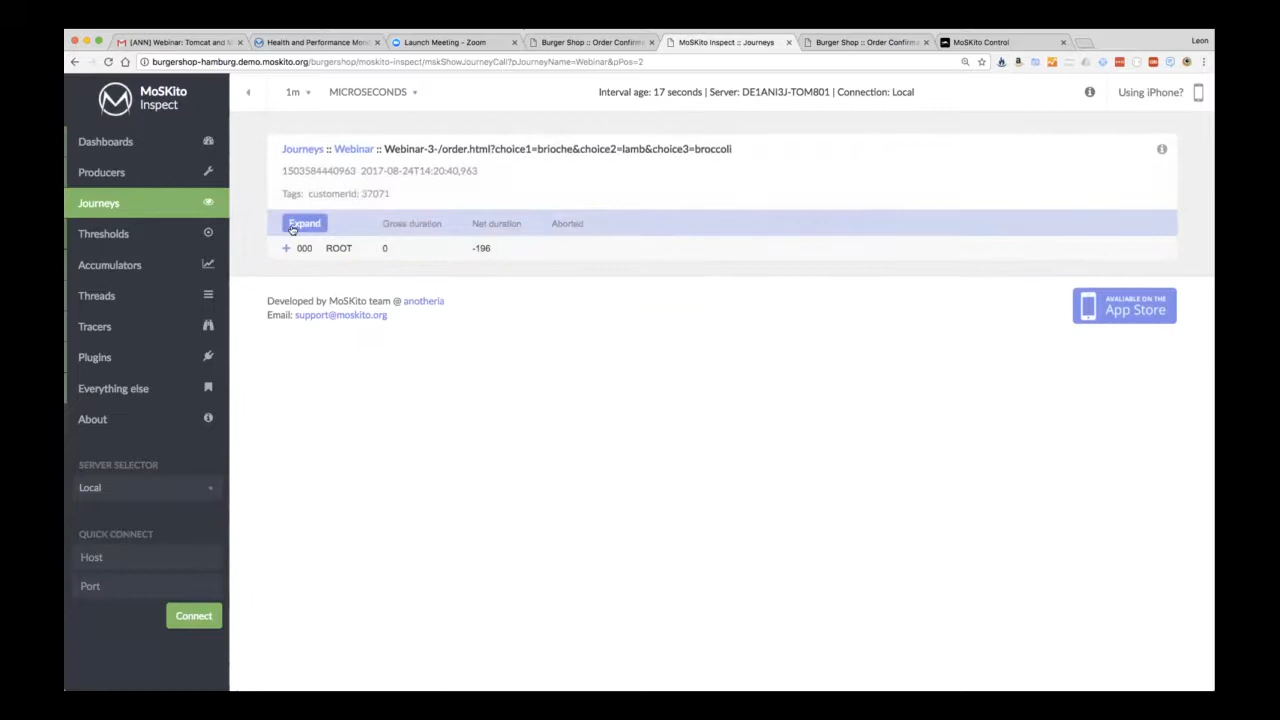 [ANN] Webinar: Tomcat and M
Health and Performance Mon
Launch Meeting - Zoom
Burger Shop :: Order Confirm
MoSKito Inspect :: Journeys
Burger Shop :: Order Confirm
MoSKito Control
Leon
burgershop-hamburg.demo.moskito.org/burgershop/moskito-inspect/mskShowJourneyCall?pJourneyName=Webinar&pPos=2
MoSKito
Inspect
1m
MICROSECONDS
Interval age: 17 seconds | Server: DE1ANI3J-TOM801 | Connection: Local
Using iPhone?
Dashboards
Producers
Journeys
Thresholds
Accumulators
Threads
Tracers
Plugins
Everything else
About
SERVER SELECTOR
Local
QUICK CONNECT
Host
Port
Connect
Journeys :: Webinar :: Webinar-3-/order.html?choice1=brioche&choice2=lamb&choice3=broccoli
1503584440963 2017-08-24T14:20:40,963
Tags: customerId: 37071
Expand Gross duration Net duration Aborted
+ 000 ROOT 0 -196
Developed by MoSKito team @ anotheria
Email: support@moskito.org
AVALIABLE ON THE
App Store